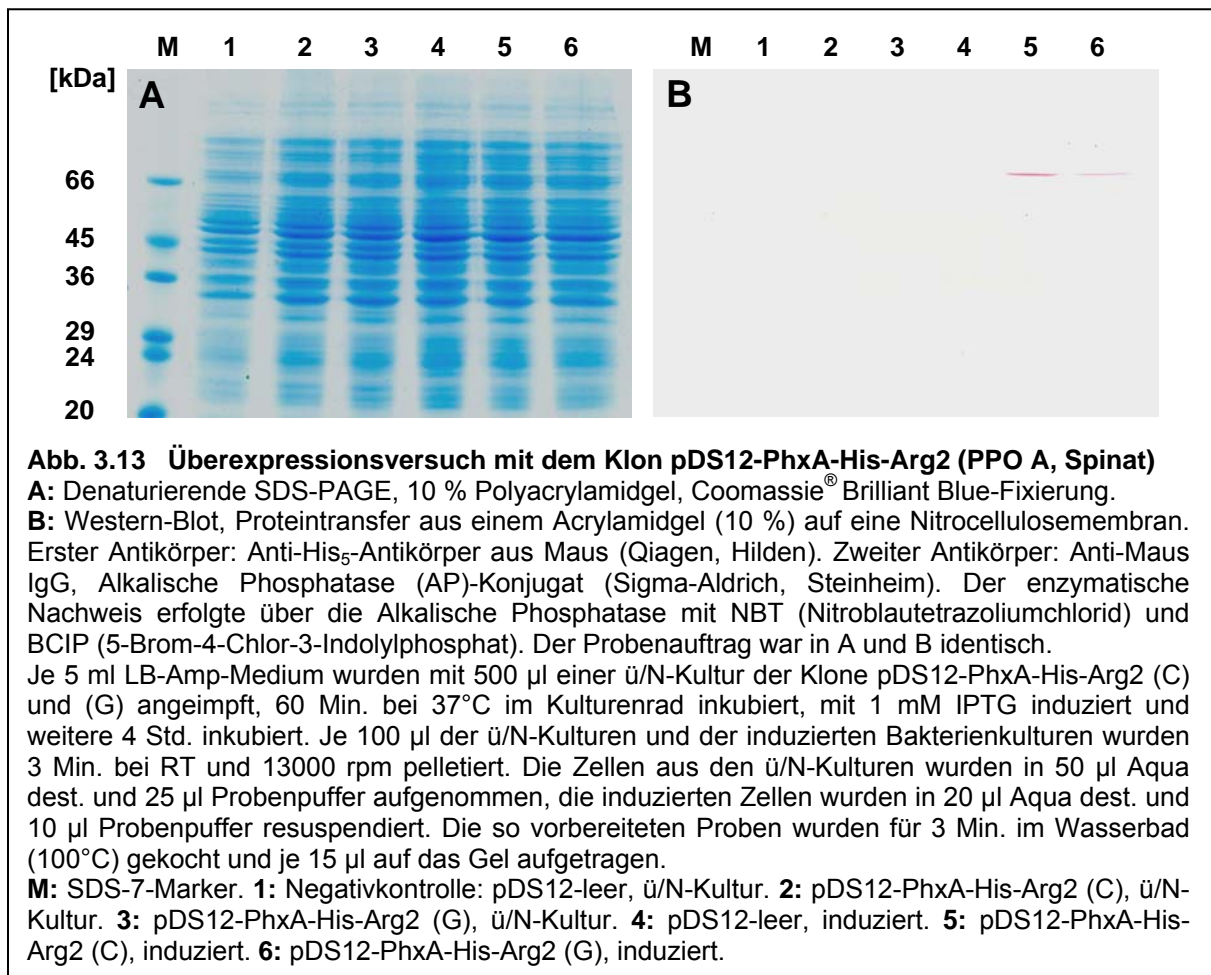 M 1 2 3 4 5 6 M 1 2 3 4 5 6
[kDa]
A B
66
45
36
29
24
20
Abb. 3.13 Überexpressionsversuch mit dem Klon pDS12-PhxA-His-Arg2 (PPO A, Spinat)
A: Denaturierende SDS-PAGE, 10 % Polyacrylamidgel, Coomassie® Brilliant Blue-Fixierung.
B: Western-Blot, Proteintransfer aus einem Acrylamidgel (10 %) auf eine Nitrocellulosemembran.
Erster Antikörper: Anti-His₅-Antikörper aus Maus (Qiagen, Hilden). Zweiter Antikörper: Anti-Maus
IgG, Alkalische Phosphatase (AP)-Konjugat (Sigma-Aldrich, Steinheim). Der enzymatische
Nachweis erfolgte über die Alkalische Phosphatase mit NBT (Nitroblautetrazoliumchlorid) und
BCIP (5-Brom-4-Chlor-3-Indolylphosphat). Der Probenauftrag war in A und B identisch.
Je 5 ml LB-Amp-Medium wurden mit 500 µl einer ü/N-Kultur der Klone pDS12-PhxA-His-Arg2 (C)
und (G) angeimpft, 60 Min. bei 37°C im Kulturenrad inkubiert, mit 1 mM IPTG induziert und
weitere 4 Std. inkubiert. Je 100 µl der ü/N-Kulturen und der induzierten Bakterienkulturen wurden
3 Min. bei RT und 13000 rpm pelletiert. Die Zellen aus den ü/N-Kulturen wurden in 50 µl Aqua
dest. und 25 µl Probenpuffer aufgenommen, die induzierten Zellen wurden in 20 µl Aqua dest. und
10 µl Probenpuffer resuspendiert. Die so vorbereiteten Proben wurden für 3 Min. im Wasserbad
(100°C) gekocht und je 15 µl auf das Gel aufgetragen.
M: SDS-7-Marker. 1: Negativkontrolle: pDS12-leer, ü/N-Kultur. 2: pDS12-PhxA-His-Arg2 (C), ü/N-
Kultur. 3: pDS12-PhxA-His-Arg2 (G), ü/N-Kultur. 4: pDS12-leer, induziert. 5: pDS12-PhxA-His-
Arg2 (C), induziert. 6: pDS12-PhxA-His-Arg2 (G), induziert.